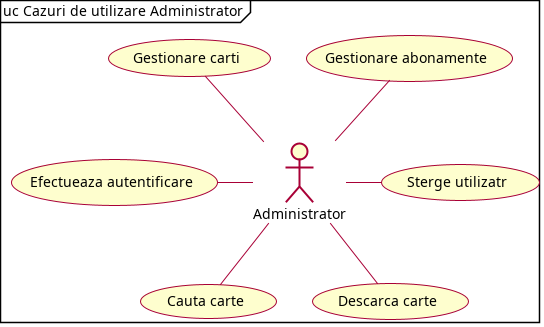 uc Cazuri de utilizare Administrator
Gestionare carti
Gestionare abonamente
Efectueaza autentificare
Sterge utilizatr
Administrator
Cauta carte
Descarca carte